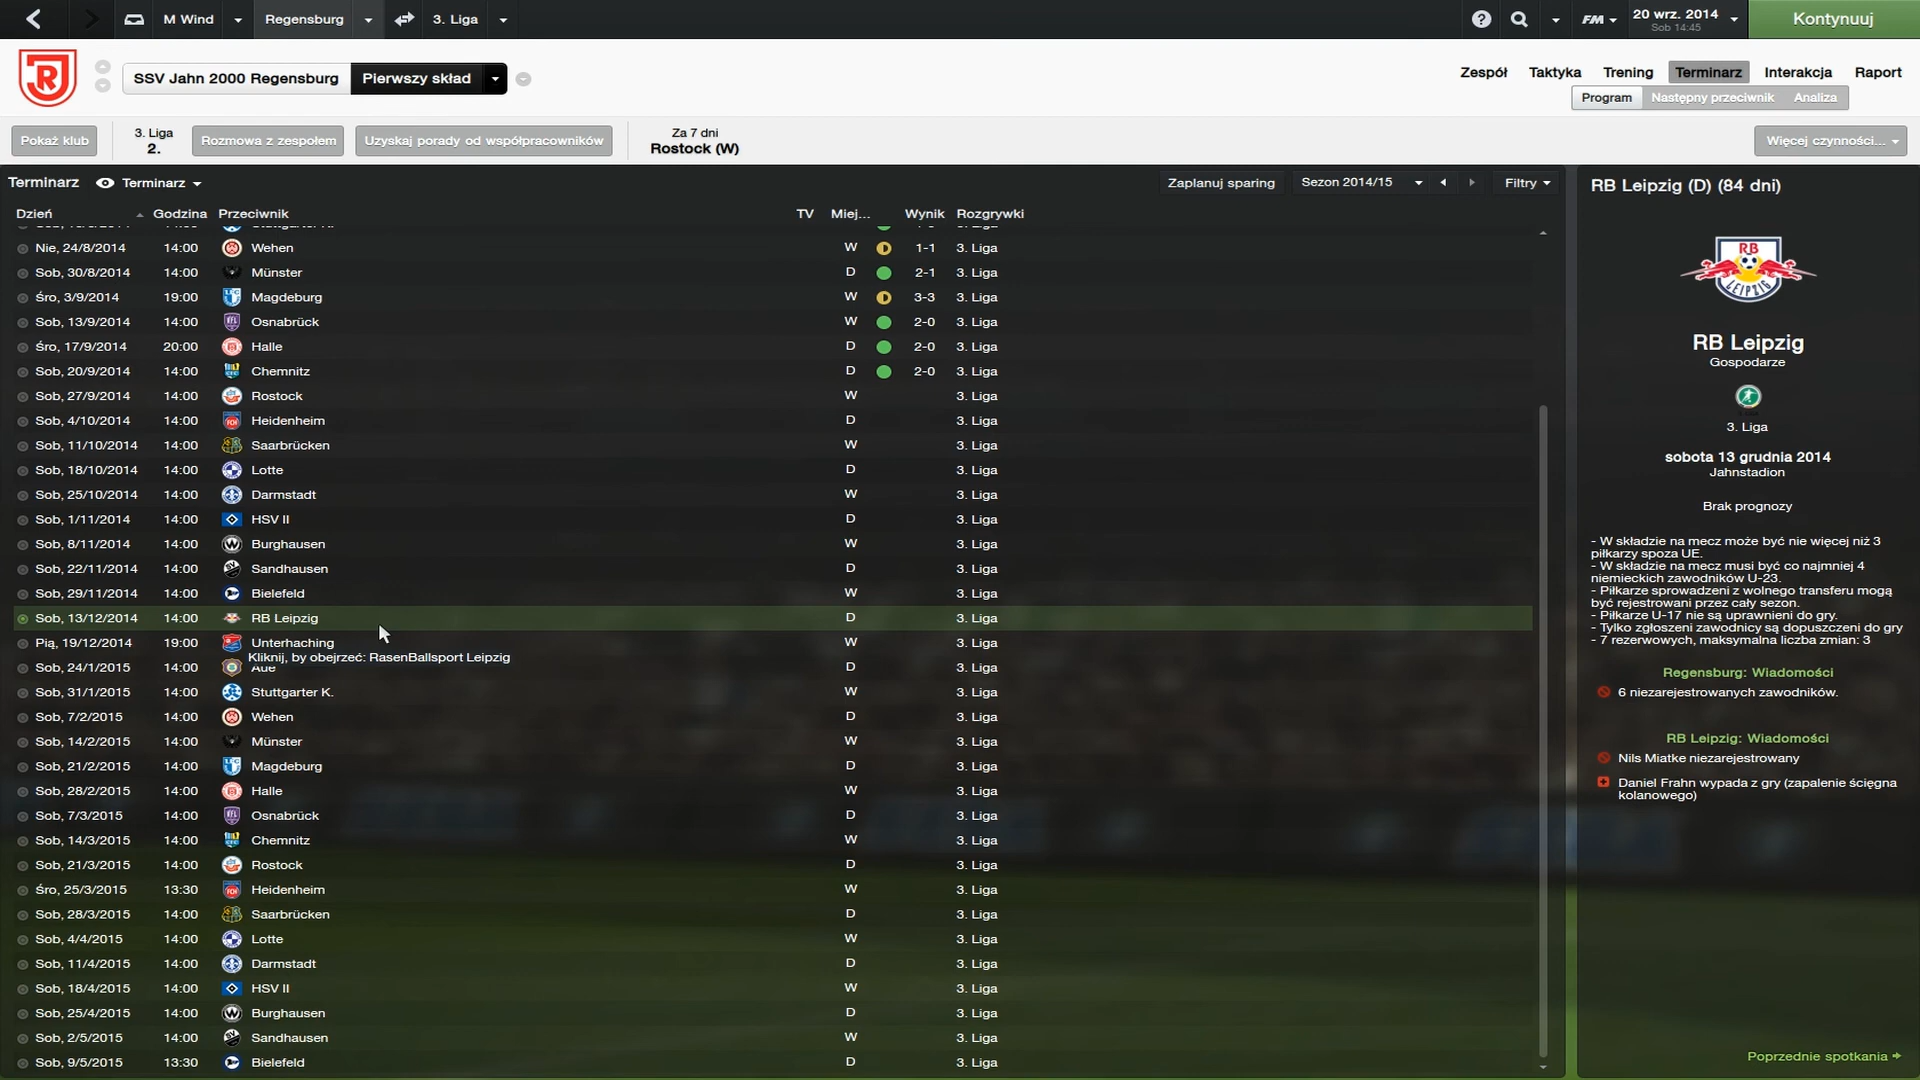 M Wind
Regensburg
3. Liga
FM
20 wrz. 2014
Sob 14:45
Kontynuuj
SSV Jahn 2000 Regensburg
Pierwszy skład
Zespół
Taktyka
Trening
Terminarz
Interakcja
Raport
Program
Następny przeciwnik
Analiza
Pokaż klub
3. Liga
2.
Rozmowa z zespołem
Uzyskaj porady od współpracowników
Za 7 dni
Rostock (W)
Więcej czynności...
Terminarz
Terminarz
Zaplanuj sparing
Sezon 2014/15
Filtry
Dzień Godzina Przeciwnik TV Miej... Wynik Rozgrywki
Nie, 24/8/2014 14:00 Wehen W 1-1 3. Liga
Sob, 30/8/2014 14:00 Münster D 2-1 3. Liga
Śro, 3/9/2014 19:00 Magdeburg W 3-3 3. Liga
Sob, 13/9/2014 14:00 Osnabrück W 2-0 3. Liga
Śro, 17/9/2014 20:00 Halle D 2-0 3. Liga
Sob, 20/9/2014 14:00 Chemnitz D 2-0 3. Liga
Sob, 27/9/2014 14:00 Rostock W 3. Liga
Sob, 4/10/2014 14:00 Heidenheim D 3. Liga
Sob, 11/10/2014 14:00 Saarbrücken W 3. Liga
Sob, 18/10/2014 14:00 Lotte D 3. Liga
Sob, 25/10/2014 14:00 Darmstadt W 3. Liga
Sob, 1/11/2014 14:00 HSV II D 3. Liga
Sob, 8/11/2014 14:00 Burghausen W 3. Liga
Sob, 22/11/2014 14:00 Sandhausen D 3. Liga
Sob, 29/11/2014 14:00 Bielefeld W 3. Liga
Sob, 13/12/2014 14:00 RB Leipzig D 3. Liga
Pią, 19/12/2014 19:00 Unterhaching W 3. Liga
Kliknij, by obejrzeć: RasenBallsport Leipzig
Sob, 24/1/2015 14:00 Aue D 3. Liga
Sob, 31/1/2015 14:00 Stuttgarter K. W 3. Liga
Sob, 7/2/2015 14:00 Wehen D 3. Liga
Sob, 14/2/2015 14:00 Münster W 3. Liga
Sob, 21/2/2015 14:00 Magdeburg D 3. Liga
Sob, 28/2/2015 14:00 Halle W 3. Liga
Sob, 7/3/2015 14:00 Osnabrück D 3. Liga
Sob, 14/3/2015 14:00 Chemnitz W 3. Liga
Sob, 21/3/2015 14:00 Rostock D 3. Liga
Śro, 25/3/2015 13:30 Heidenheim W 3. Liga
Sob, 28/3/2015 14:00 Saarbrücken D 3. Liga
Sob, 4/4/2015 14:00 Lotte W 3. Liga
Sob, 11/4/2015 14:00 Darmstadt D 3. Liga
Sob, 18/4/2015 14:00 HSV II W 3. Liga
Sob, 25/4/2015 14:00 Burghausen D 3. Liga
Sob, 2/5/2015 14:00 Sandhausen W 3. Liga
Sob, 9/5/2015 13:30 Bielefeld D 3. Liga
RB Leipzig (D) (84 dni)
RB
LEIPZIG
RB Leipzig
Gospodarze
3. Liga
sobota 13 grudnia 2014
Jahnstadion
Brak prognozy
- W składzie na mecz może być nie więcej niż 3
piłkarzy spoza UE.
- W składzie na mecz musi być co najmniej 4
niemieckich zawodników U-23.
- Piłkarze sprowadzeni z wolnego transferu mogą
być rejestrowani przez cały sezon.
- Piłkarze U-17 nie są uprawnieni do gry.
- Tylko zgłoszeni zawodnicy są dopuszczeni do gry
- 7 rezerwowych, maksymalna liczba zmian: 3
Regensburg: Wiadomości
6 niezarejestrowanych zawodników.
RB Leipzig: Wiadomości
Nils Miatke niezarejestrowany
Daniel Frahn wypada z gry (zapalenie ścięgna
kolanowego)
Poprzednie spotkania